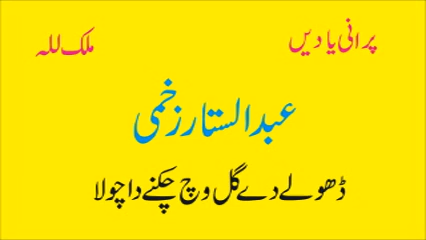 پرانی یادیں
ملک للہ
عبدالستار زخمی
ڈھولے دے گل وچ چکنے دا چولا